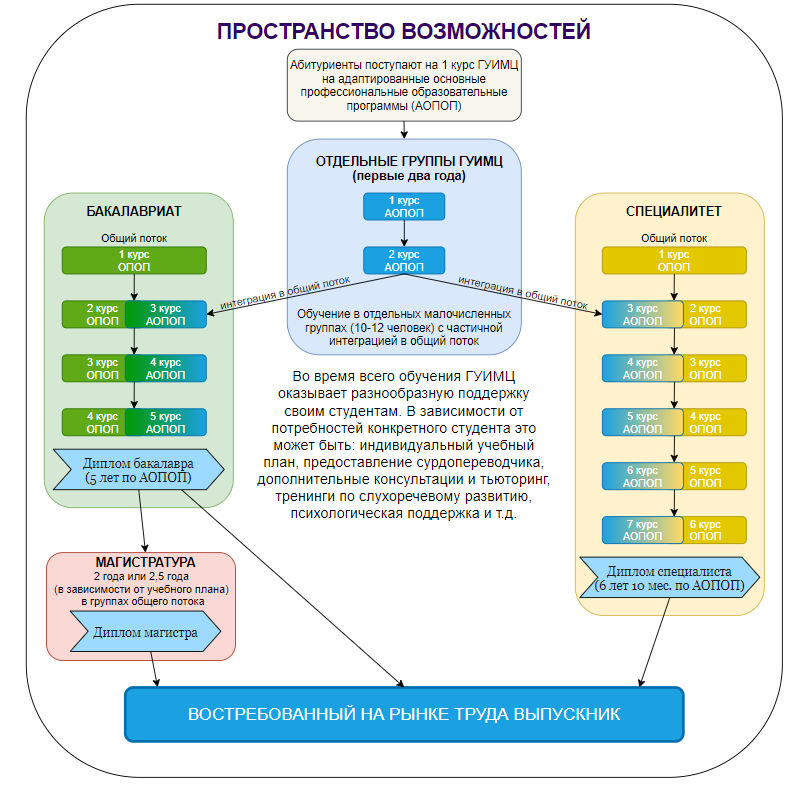 ПРОСТРАНСТВО ВОЗМОЖНОСТЕЙ
Абитуриенты поступают на 1 курс ГУИМЦ
на адаптированные основные
профессиональные образовательные
программы (АОПОП)
ОТДЕЛЬНЫЕ ГРУППЫ ГУИМЦ
(первые два года)
1 курс
АОПОП
2 курс
АОПОП
интеграция в общий поток
интеграция в общий поток
Обучение в отдельных малочисленных
группах (10-12 человек) с частичной
интеграцией в общий поток
БАКАЛАВРИАТ
Общий поток
1 курс
ОПОП
2 курс
ОПОП
3 курс
АОПОП
3 курс
ОПОП
4 курс
АОПОП
4 курс
ОПОП
5 курс
АОПОП
Диплом бакалавра
(5 лет по АОПОП)
СПЕЦИАЛИТЕТ
Общий поток
1 курс
ОПОП
3 курс
АОПОП
2 курс
ОПОП
4 курс
АОПОП
3 курс
ОПОП
5 курс
АОПОП
4 курс
ОПОП
6 курс
АОПОП
5 курс
ОПОП
7 курс
АОПОП
6 курс
ОПОП
Диплом специалиста
(6 лет 10 мес. по АОПОП)
Во время всего обучения ГУИМЦ
оказывает разнообразную поддержку
своим студентам. В зависимости от
потребностей конкретного студента это
может быть: индивидуальный учебный
план, предоставление сурдопереводчика,
дополнительные консультации и тьюторинг,
тренинги по слухоречевому развитию,
психологическая поддержка и т.д.
МАГИСТРАТУРА
2 года или 2,5 года
(в зависимости от учебного плана)
в группах общего потока
Диплом магистра
ВОСТРЕБОВАННЫЙ НА РЫНКЕ ТРУДА ВЫПУСКНИК